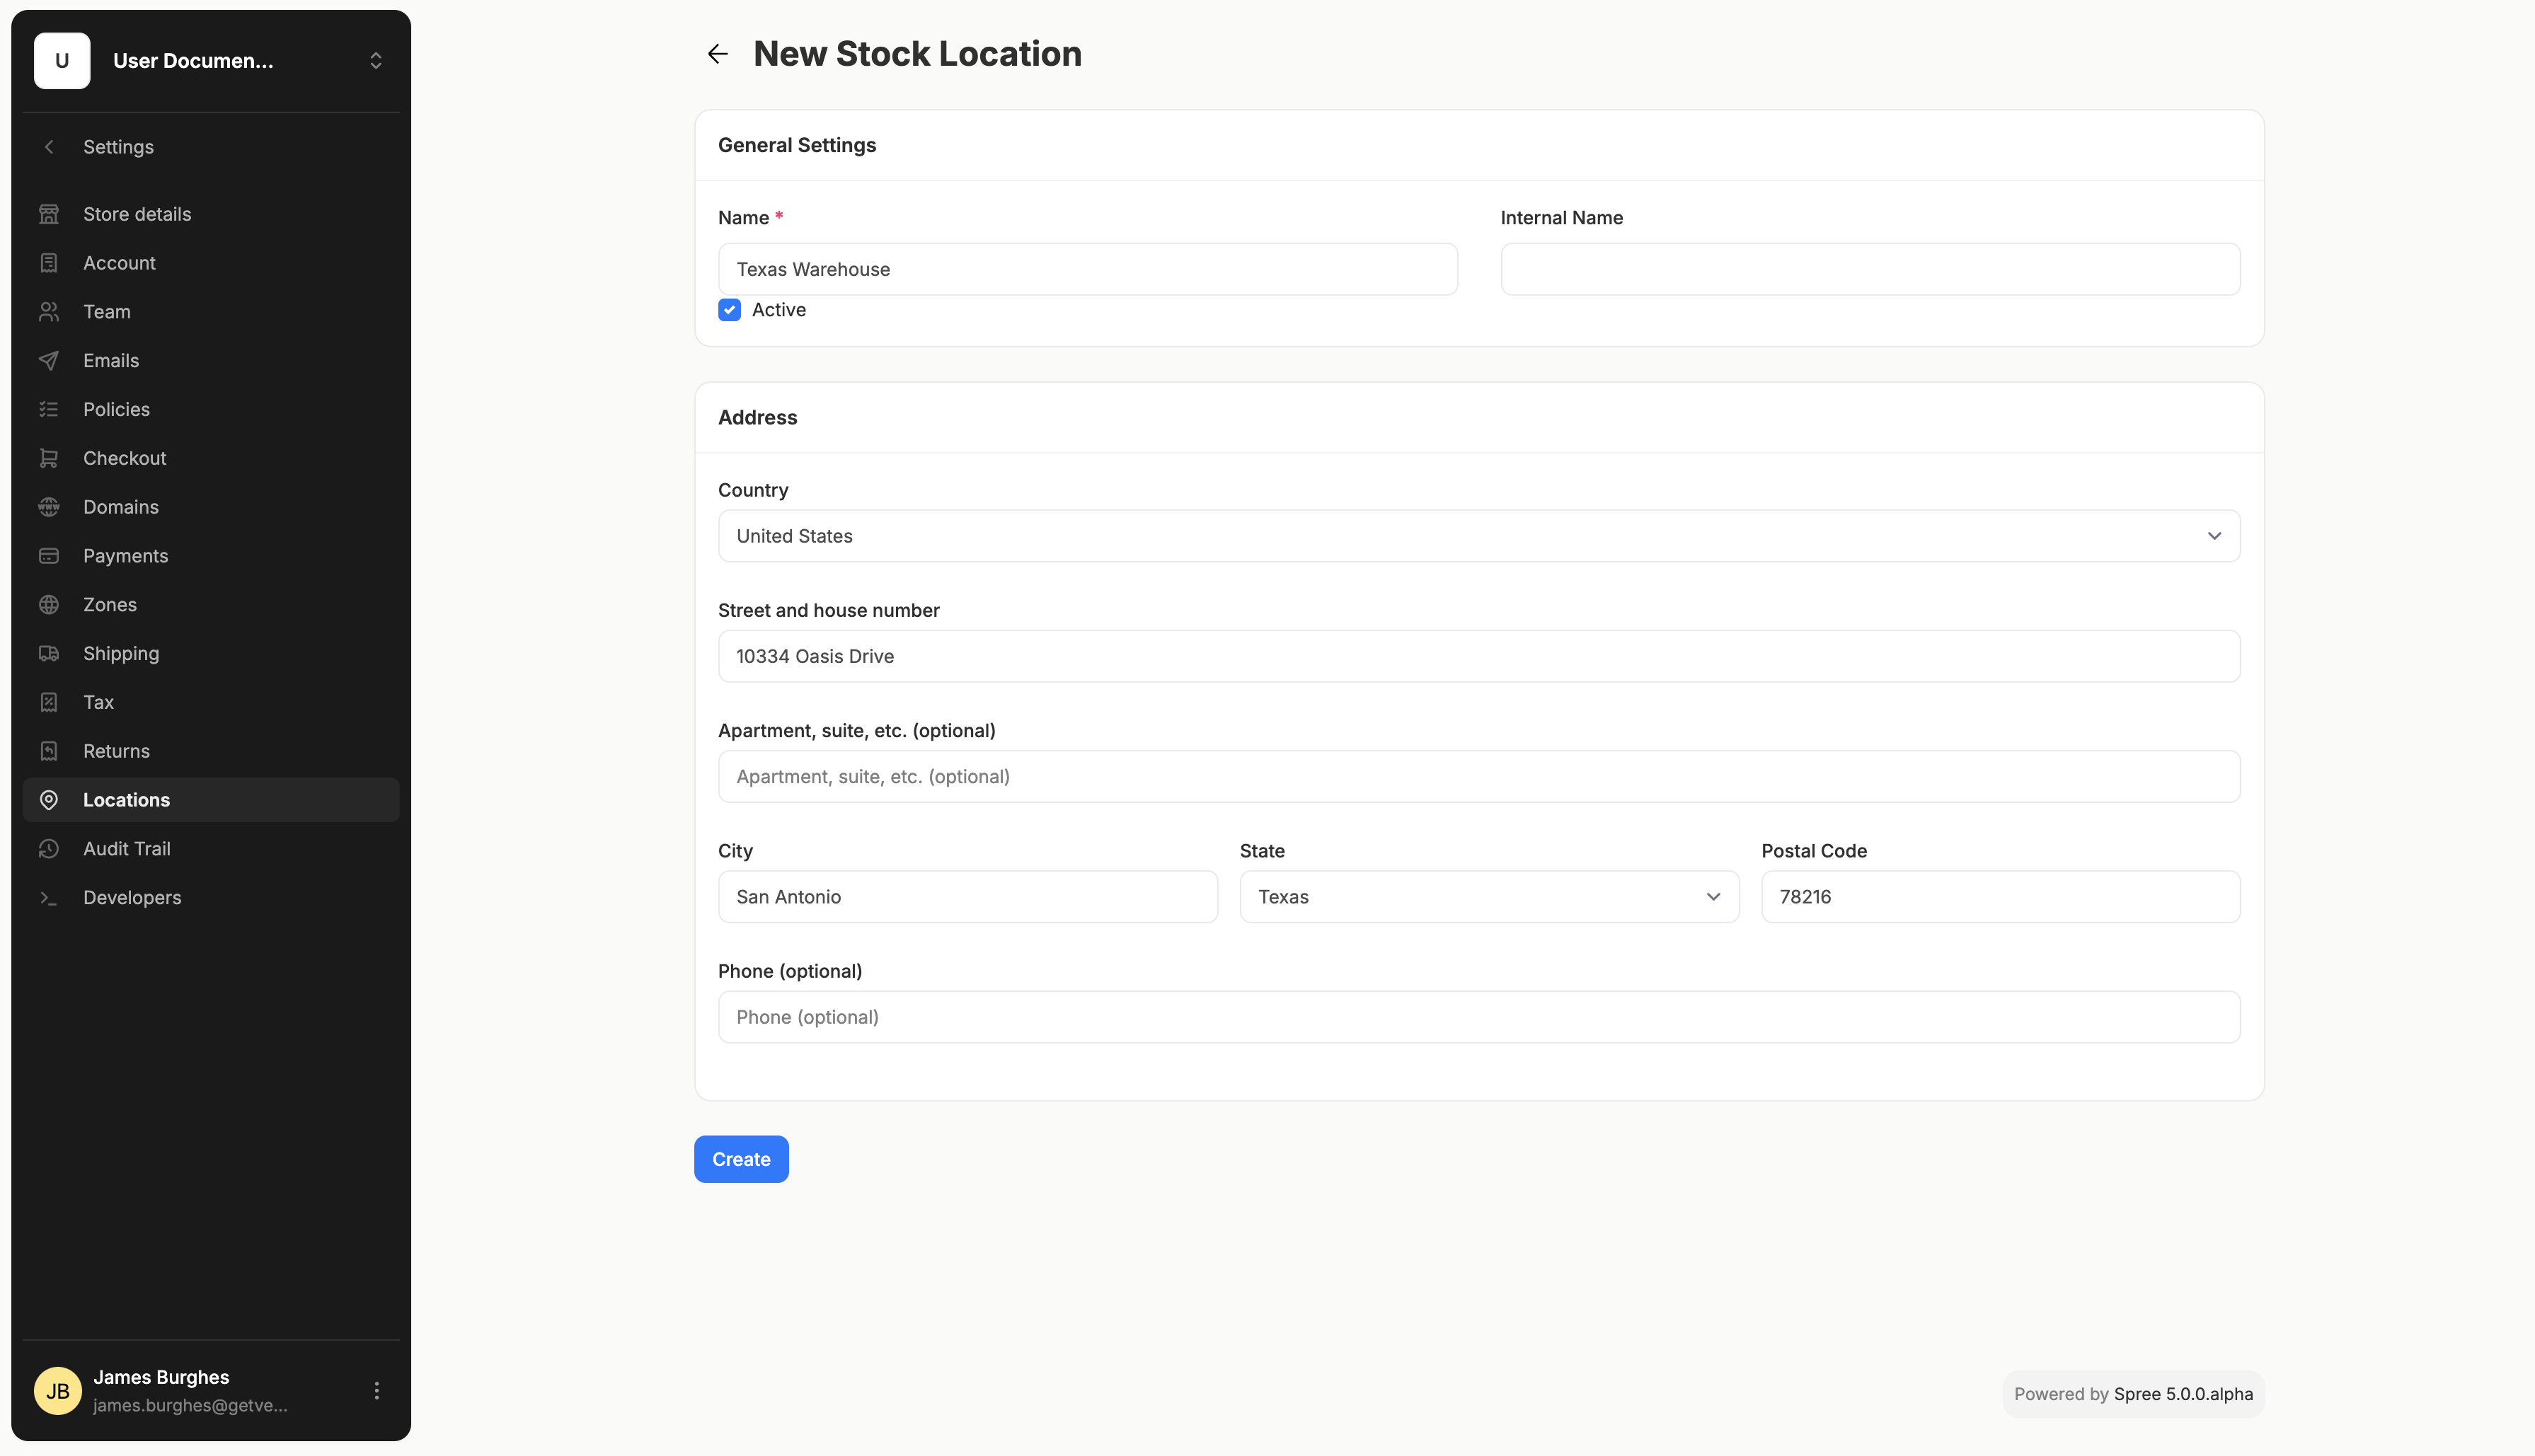 U
User Documen...
Settings
Store details
Account
Team
Emails
Policies
Checkout
Domains
Payments
Zones
Shipping
Tax
Returns
Locations
Audit Trail
Developers
JB
James Burghes
james.burghes@getve...
New Stock Location
General Settings
Name *
Internal Name
Texas Warehouse
Active
Address
Country
United States
Street and house number
10334 Oasis Drive
Apartment, suite, etc. (optional)
Apartment, suite, etc. (optional)
City
State
Postal Code
San Antonio
Texas
78216
Phone (optional)
Phone (optional)
Create
Powered by Spree 5.0.0.alpha